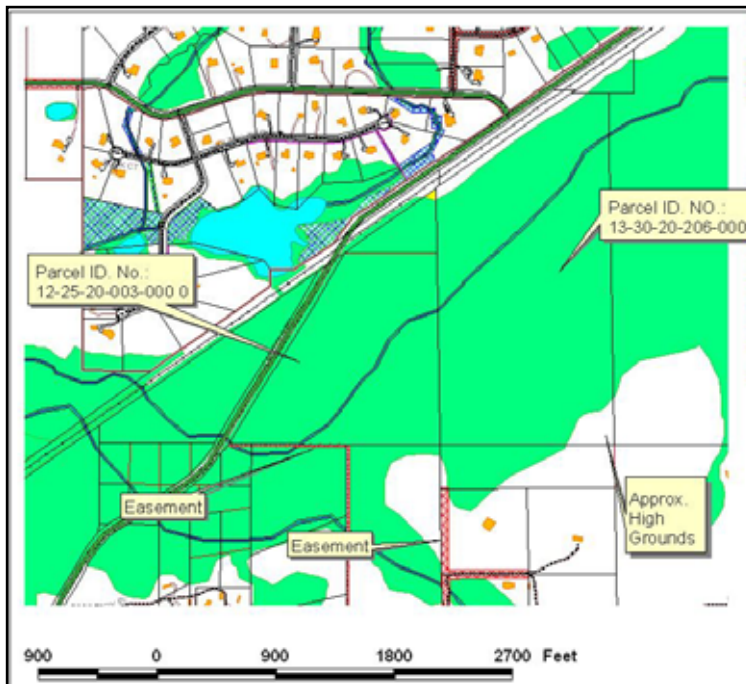 Parcel ID. NO.:
13-30-20-206-000
Parcel ID. No.:
12-25-20-003-000 0
Easement
Easement
Approx.
High
Grounds
900 0 900 1800 2700 Feet